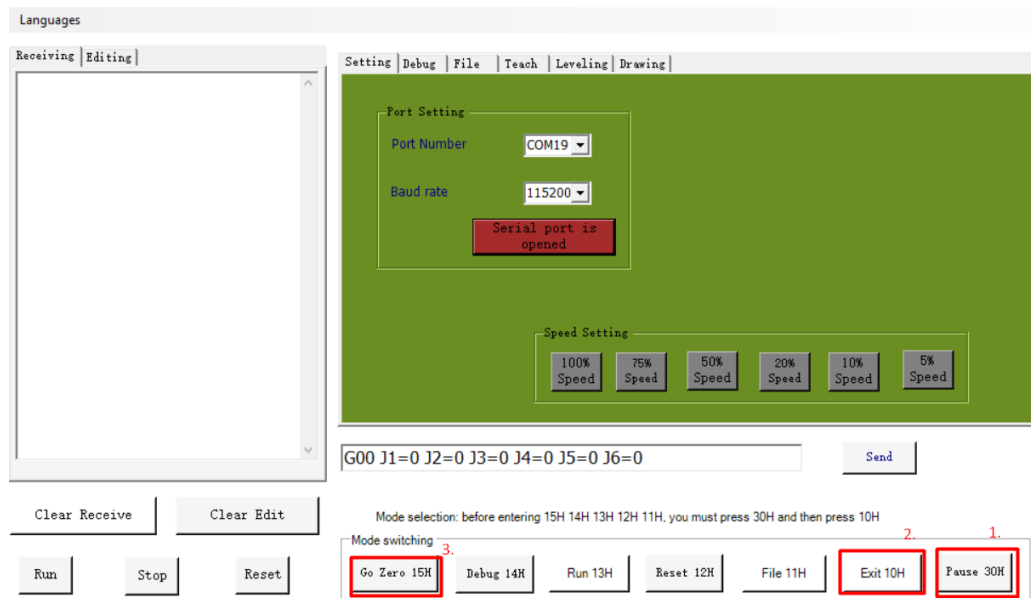 Languages
Receiving Editing
Setting Debug File Teach Leveling Drawing
Port Setting
Port Number COM19
Baud rate 115200
Serial port is
opened
Speed Setting
100% Speed 75% Speed 50% Speed 20% Speed 10% Speed 5% Speed
G00 J1=0 J2=0 J3=0 J4=0 J5=0 J6=0 Send
Clear Receive Clear Edit
Mode selection: before entering 15H 14H 13H 12H 11H, you must press 30H and then press 10H
Mode switching 3. 2. 1.
Run Stop Reset
Go Zero 15H Debug 14H Run 13H Reset 12H File 11H Exit 10H Pause 30H